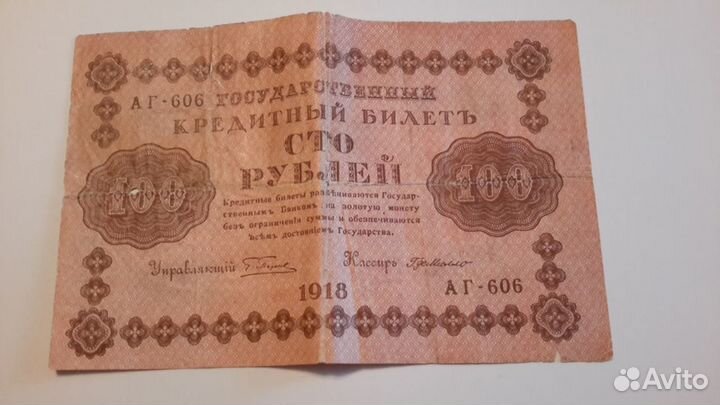 АГ-606 ГОСУДАРСТВЕННЫЙ
КРЕДИТНЫЙ БИЛЕТЪ
СТО
РУБЛЕЙ
100 100
Кредитные билеты размѣниваются Государ-
ственнымъ Банкомъ на золотую монету
безъ ограниченія суммы и обезпечиваются
всѣмъ достояніемъ Государства.
Управляющій Кассиръ
1918 АГ-606
Avito